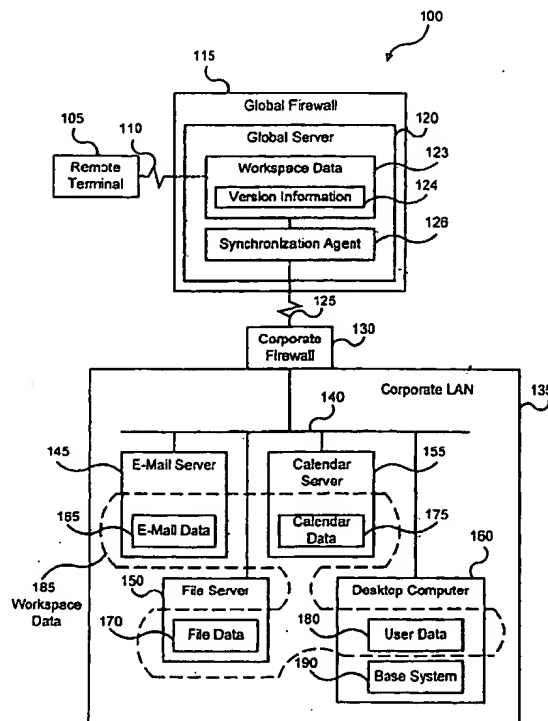 100
115
Global Firewall
120
Global Server
105
110
123
Remote
Terminal
Workspace Data
124
Version Information
126
Synchronization Agent
125
130
Corporate
Firewall
Corporate LAN
135
140
145
E-Mail Server
Calendar
Server
155
165
E-Mail Data
Calendar
Data
175
160
185
Workspace
Data
150
File Server
Desktop Computer
170
File Data
180
User Data
190
Base System